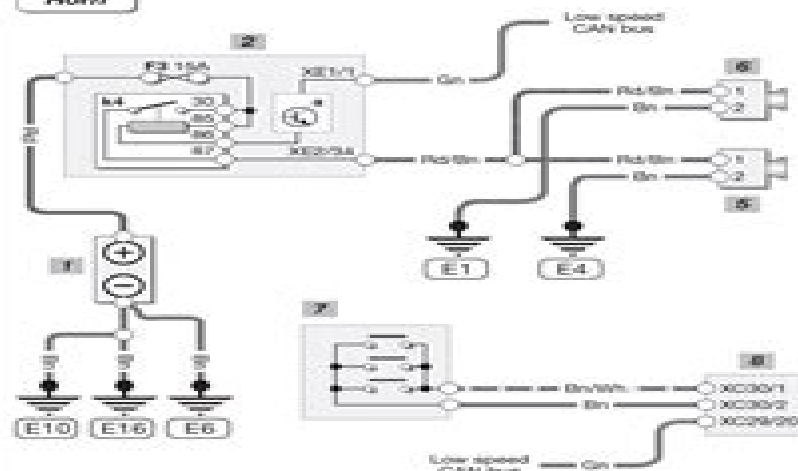 Horn
Low speed
CAN bus
2
F3 15A
XE1/1
Gn
6
k4
30
85
86
87
Rd/Bn
1
Bn
2
XE2/34
Rd/Bn
Rd/Bn
1
Bn
2
5
E1
E4
1
E10
E16
E6
7
8
Bn/Wh
XC30/1
Bn
XC30/2
XC29/20
Low speed
CAN bus
Gn